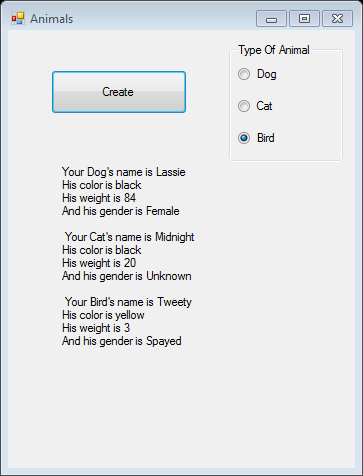 Animals
Type Of Animal
Dog
Create
Cat
Bird
Your Dog's name is Lassie
His color is black
His weight is 84
And his gender is Female
Your Cat's name is Midnight
His color is black
His weight is 20
And his gender is Unknown
Your Bird's name is Tweety
His color is yellow
His weight is 3
And his gender is Spayed